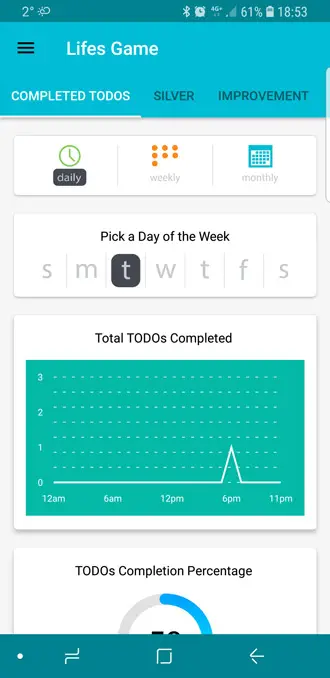 2° 4G+ 61% 18:53
Lifes Game
COMPLETED TODOS SILVER IMPROVEMENT
daily weekly monthly
Pick a Day of the Week
s m t w t f s
Total TODOs Completed
3
2
1
0
12am 6am 12pm 6pm 11pm
TODOs Completion Percentage